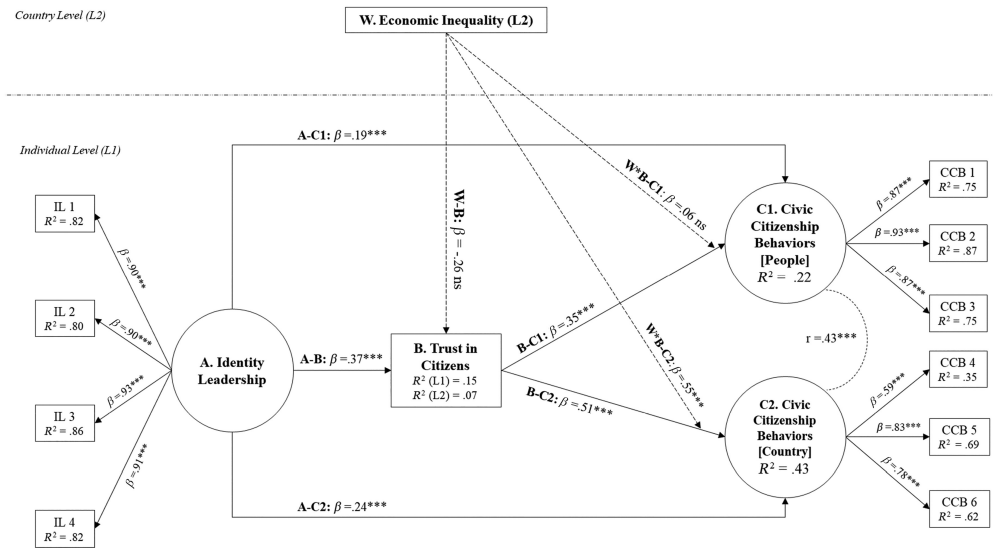 Country Level (L2)
W. Economic Inequality (L2)
Individual Level (L1)
A-C1: β =.19***
W-B: β = -.26 ns
W*B-C1: β =.06 ns
W*B-C2: β =.55***
IL 1
R² = .82
IL 2
R² = .80
IL 3
R² = .86
IL 4
R² = .82
β =.90***
β =.90***
β =.93***
β =.91***
A. Identity
Leadership
A-B: β =.37***
B. Trust in
Citizens
R² (L1) = .15
R² (L2) = .07
B-C1: β =.35***
B-C2: β =.51***
A-C2: β =.24***
C1. Civic
Citizenship
Behaviors
[People]
R² = .22
r =.43***
C2. Civic
Citizenship
Behaviors
[Country]
R² = .43
β =.87***
β =.93***
β =.87***
β =.59***
β =.83***
β =.78***
CCB 1
R² = .75
CCB 2
R² = .87
CCB 3
R² = .75
CCB 4
R² = .35
CCB 5
R² = .69
CCB 6
R² = .62